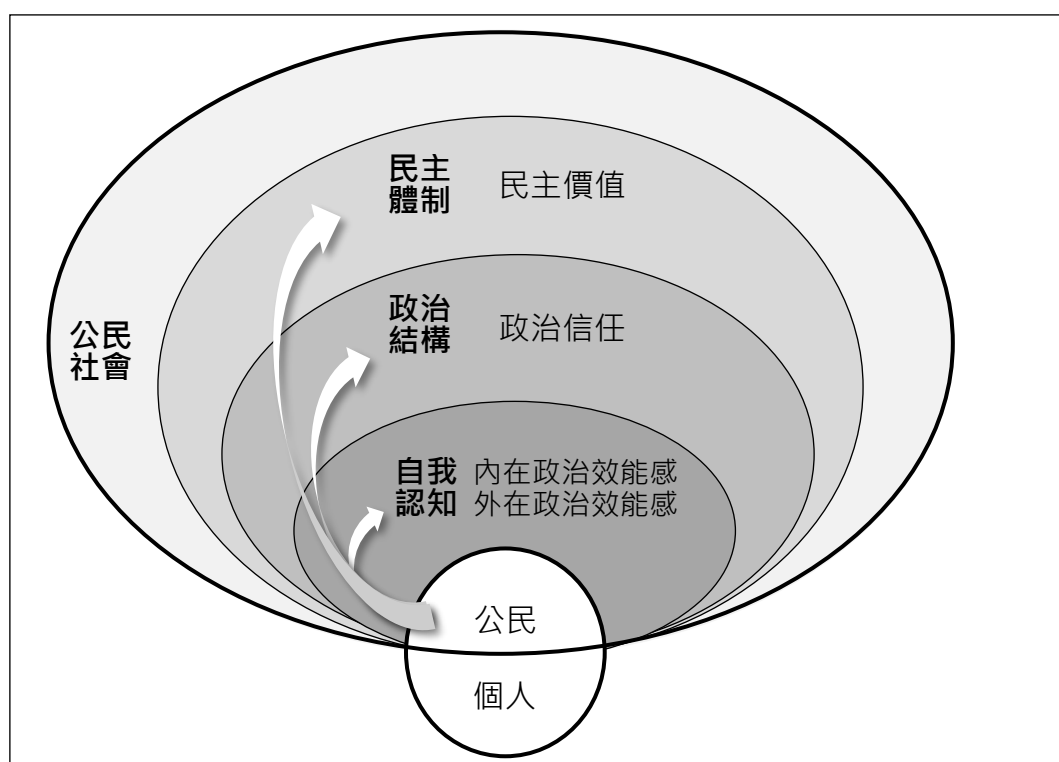 民主
體制
民主價值
政治
結構
政治信任
公民
社會
自我
認知
內在政治效能感
外在政治效能感
公民
個人